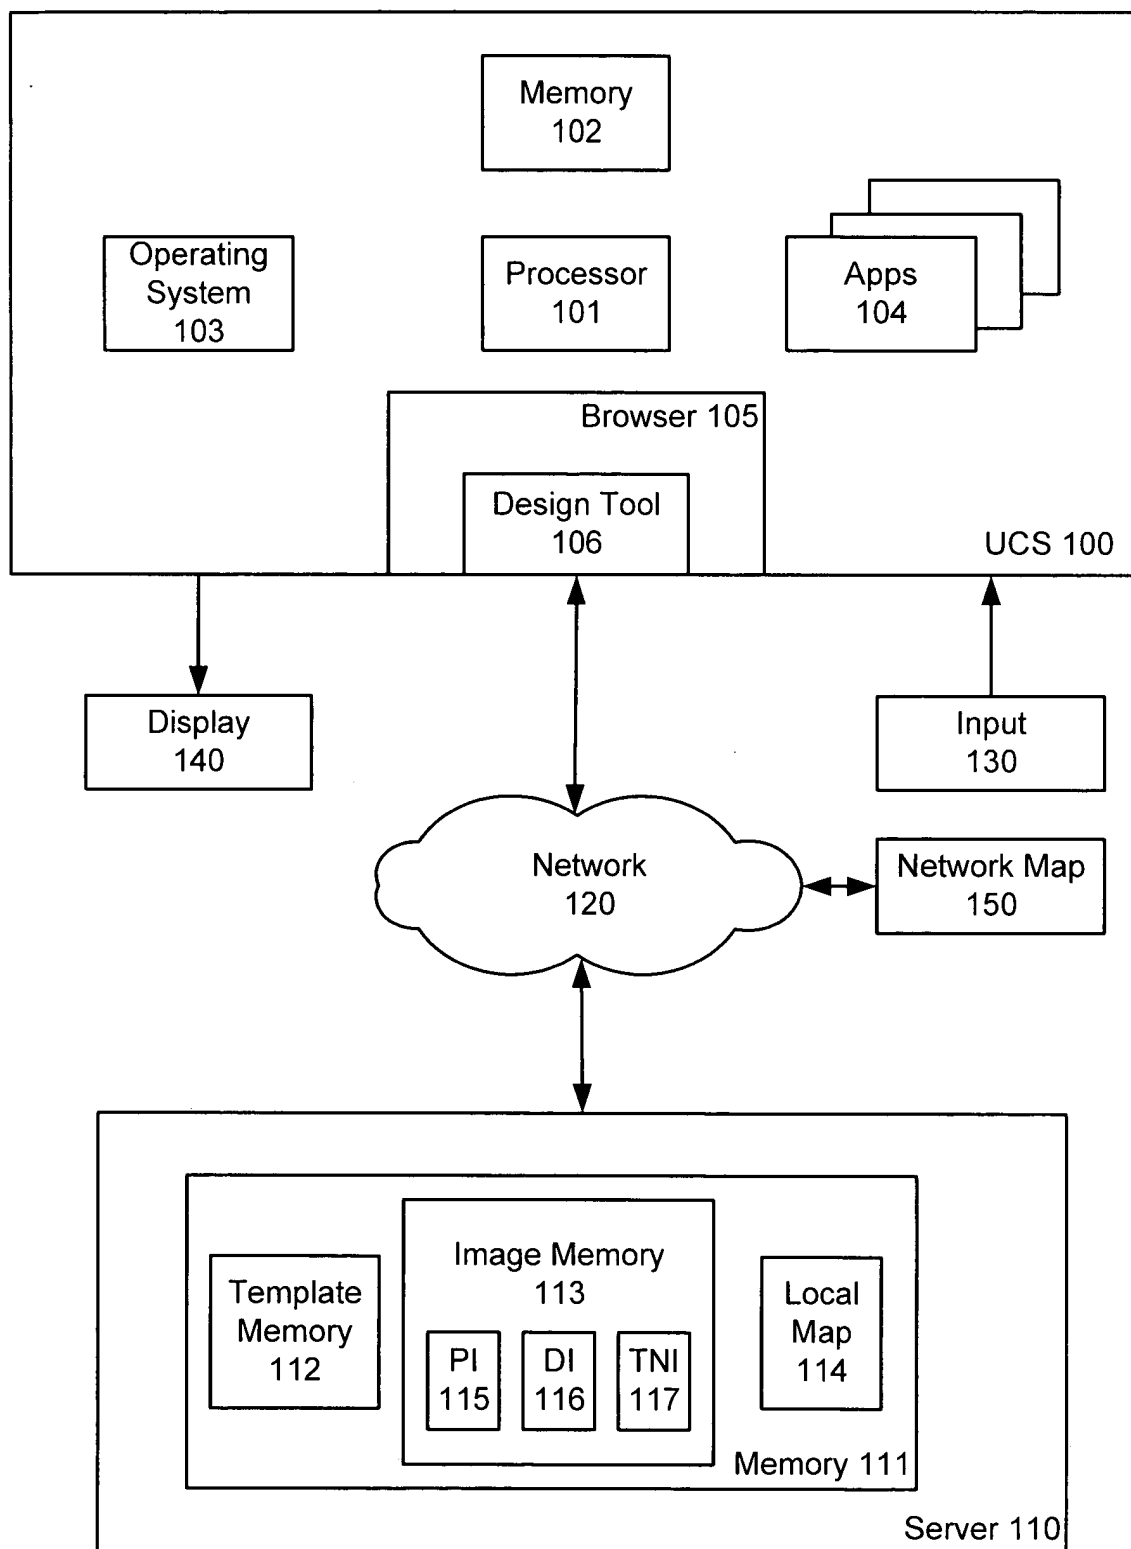 Memory
102
Operating
System
103
Processor
101
Apps
104
Browser 105
Design Tool
106
UCS 100
Display
140
Input
130
Network
120
Network Map
150
Template
Memory
112
Image Memory
113
PI
115
DI
116
TNI
117
Local
Map
114
Memory 111
Server 110